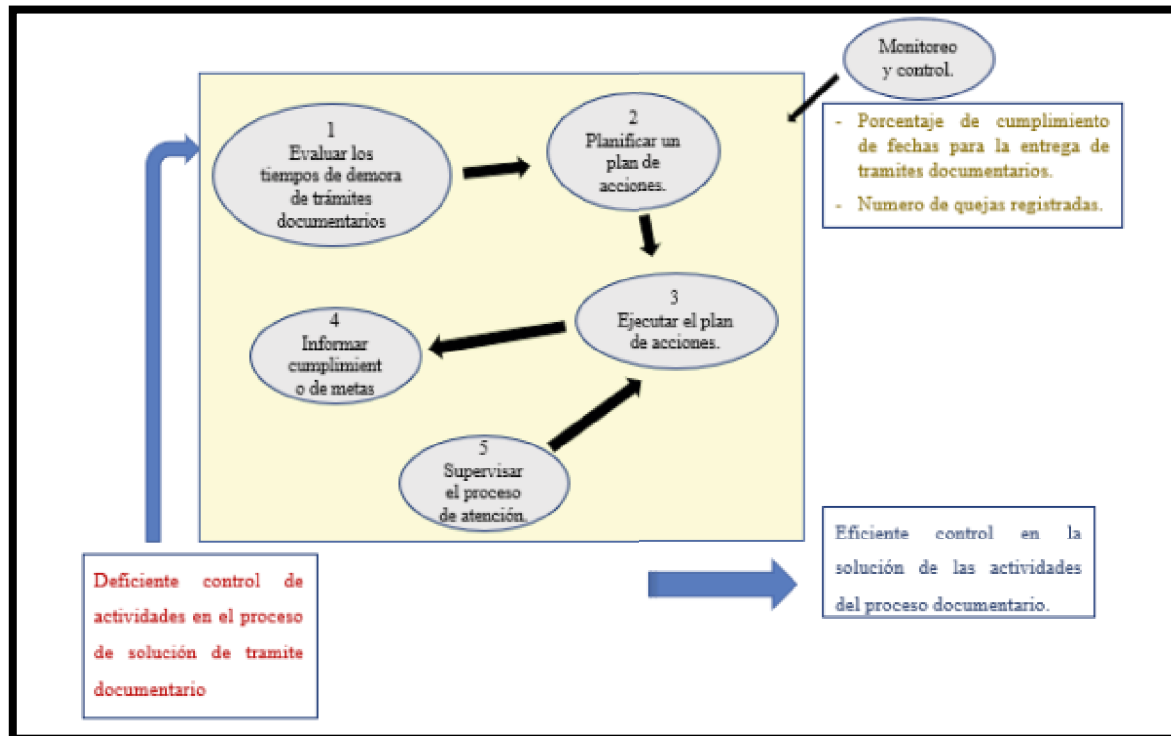 Monitoreo
y control.
- Porcentaje de cumplimiento
de fechas para la entrega de
tramites documentarios.
- Numero de quejas registradas.
1
Evaluar los
tiempos de demora
de trámites
documentarios
2
Planificar un
plan de
acciones.
3
Ejecutar el plan
de acciones.
4
Informar
cumplimient
o de metas
5
Supervisar
el proceso
de atención.
Deficiente control de
actividades en el proceso
de solución de tramite
documentario
Eficiente control en la
solución de las actividades
del proceso documentario.